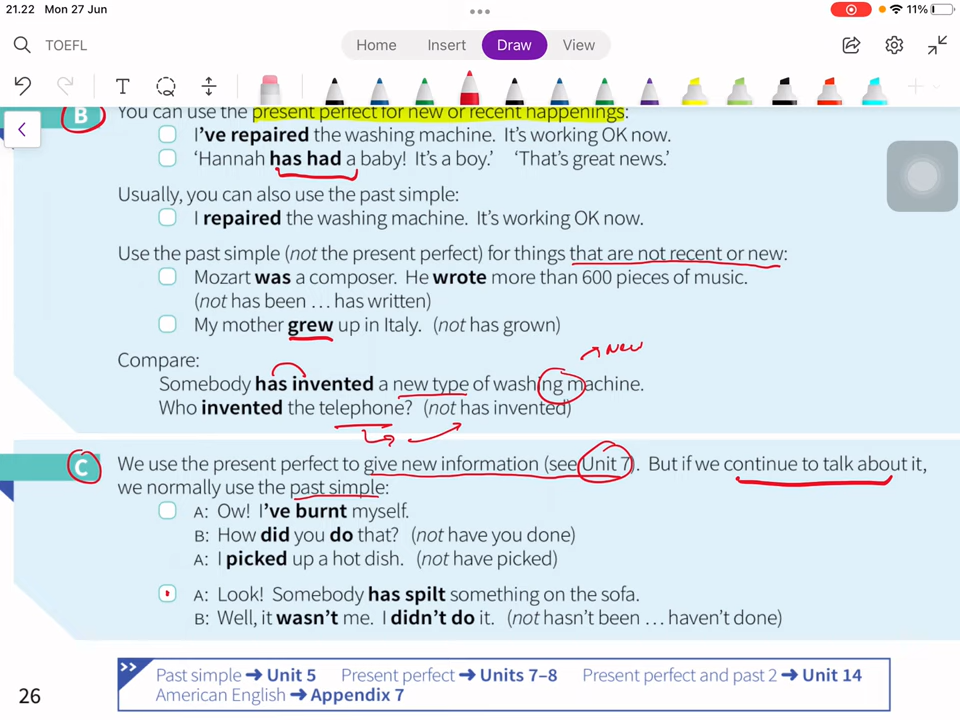 21.22 Mon 27 Jun
11%
TOEFL
Home Insert Draw View
B You can use the present perfect for new or recent happenings:
I've repaired the washing machine. It's working OK now.
'Hannah has had a baby! It's a boy.' 'That's great news.'
Usually, you can also use the past simple:
I repaired the washing machine. It's working OK now.
Use the past simple (not the present perfect) for things that are not recent or new:
Mozart was a composer. He wrote more than 600 pieces of music.
(not has been … has written)
My mother grew up in Italy. (not has grown)
new
Compare:
Somebody has invented a new type of washing machine.
Who invented the telephone? (not has invented)
C We use the present perfect to give new information (see Unit 7). But if we continue to talk about it,
we normally use the past simple:
A: Ow! I've burnt myself.
B: How did you do that? (not have you done)
A: I picked up a hot dish. (not have picked)
A: Look! Somebody has spilt something on the sofa.
B: Well, it wasn't me. I didn't do it. (not hasn't been … haven't done)
Past simple ➜ Unit 5 Present perfect ➜ Units 7–8 Present perfect and past 2 ➜ Unit 14
American English ➜ Appendix 7
26